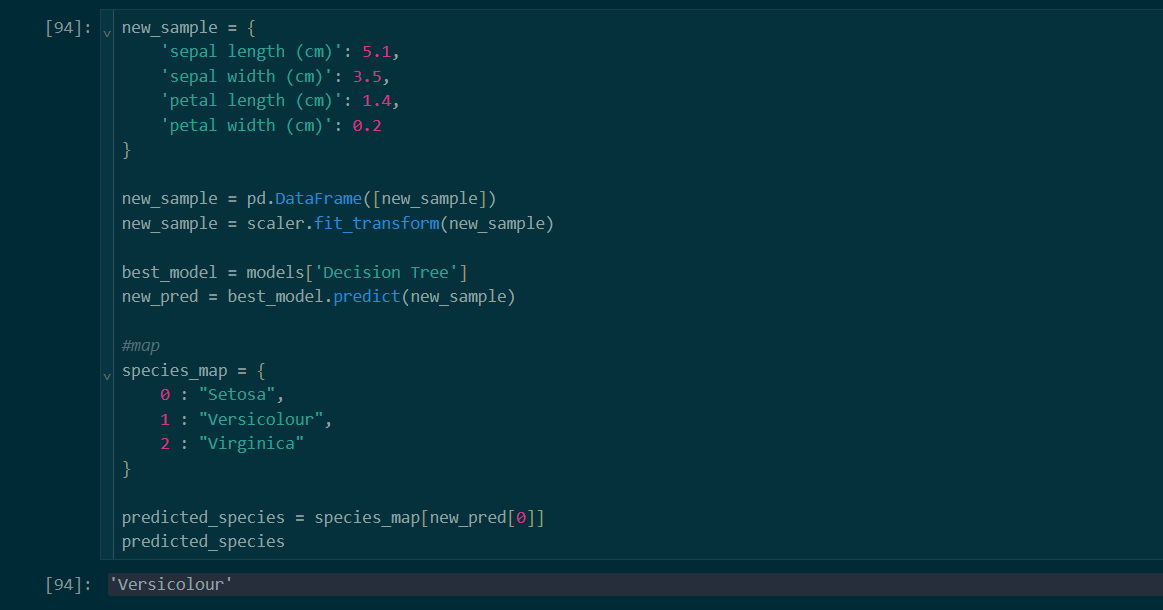 [94]: new_sample = {
    'sepal length (cm)': 5.1,
    'sepal width (cm)': 3.5,
    'petal length (cm)': 1.4,
    'petal width (cm)': 0.2
}
new_sample = pd.DataFrame([new_sample])
new_sample = scaler.fit_transform(new_sample)
best_model = models['Decision Tree']
new_pred = best_model.predict(new_sample)
#map
species_map = {
    0 : "Setosa",
    1 : "Versicolour",
    2 : "Virginica"
}
predicted_species = species_map[new_pred[0]]
predicted_species
[94]: 'Versicolour'